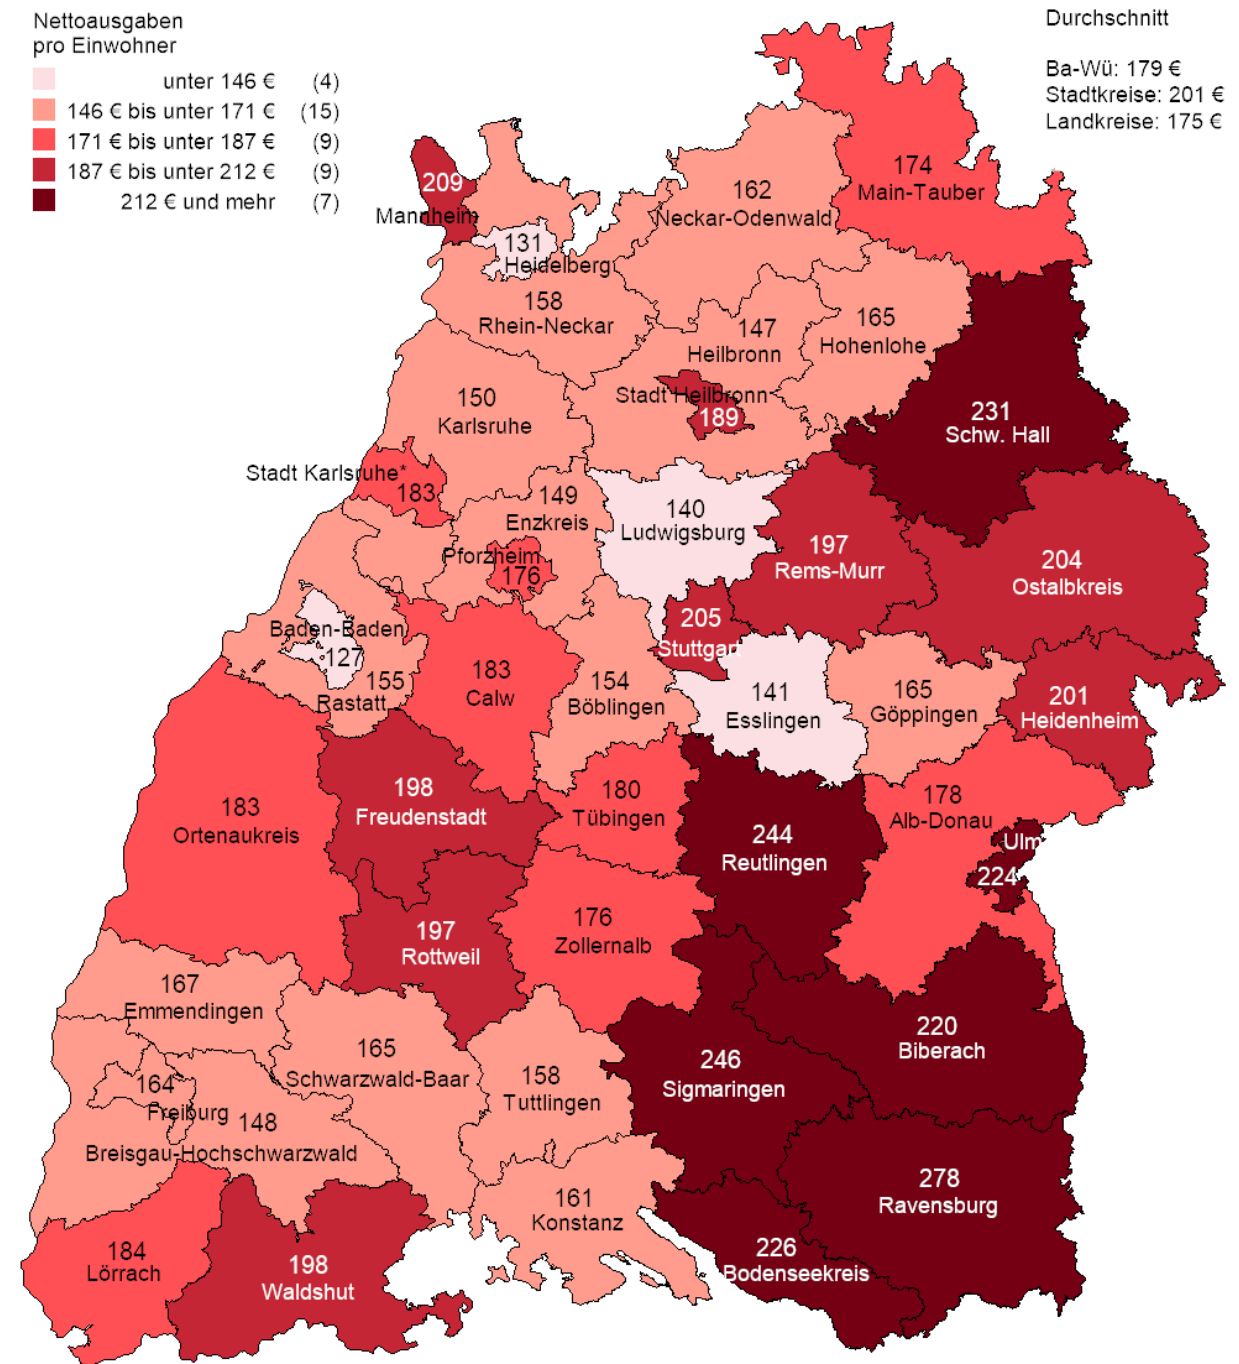 Nettoausgaben
pro Einwohner
unter 146 € (4)
146 € bis unter 171 € (15)
171 € bis unter 187 € (9)
187 € bis unter 212 € (9)
212 € und mehr (7)
Durchschnitt
Ba-Wü: 179 €
Stadtkreise: 201 €
Landkreise: 175 €
174
Main-Tauber
209
Mannheim
162
Neckar-Odenwald
131
Heidelberg
158
Rhein-Neckar
147
Heilbronn
165
Hohenlohe
Stadt Heilbronn
189
150
Karlsruhe
231
Schw. Hall
Stadt Karlsruhe*
183
149
Enzkreis
140
Ludwigsburg
197
Rems-Murr
204
Ostalbkreis
Pforzheim
176
205
Stuttgart
Baden-Baden
127
155
Rastatt
183
Calw
154
Böblingen
141
Esslingen
165
Göppingen
201
Heidenheim
183
Ortenaukreis
198
Freudenstadt
180
Tübingen
244
Reutlingen
178
Alb-Donau
Ulm
224
197
Rottweil
176
Zollernalb
167
Emmendingen
165
Schwarzwald-Baar
158
Tuttlingen
246
Sigmaringen
220
Biberach
164
Freiburg
148
Breisgau-Hochschwarzwald
161
Konstanz
278
Ravensburg
184
Lörrach
198
Waldshut
226
Bodenseekreis